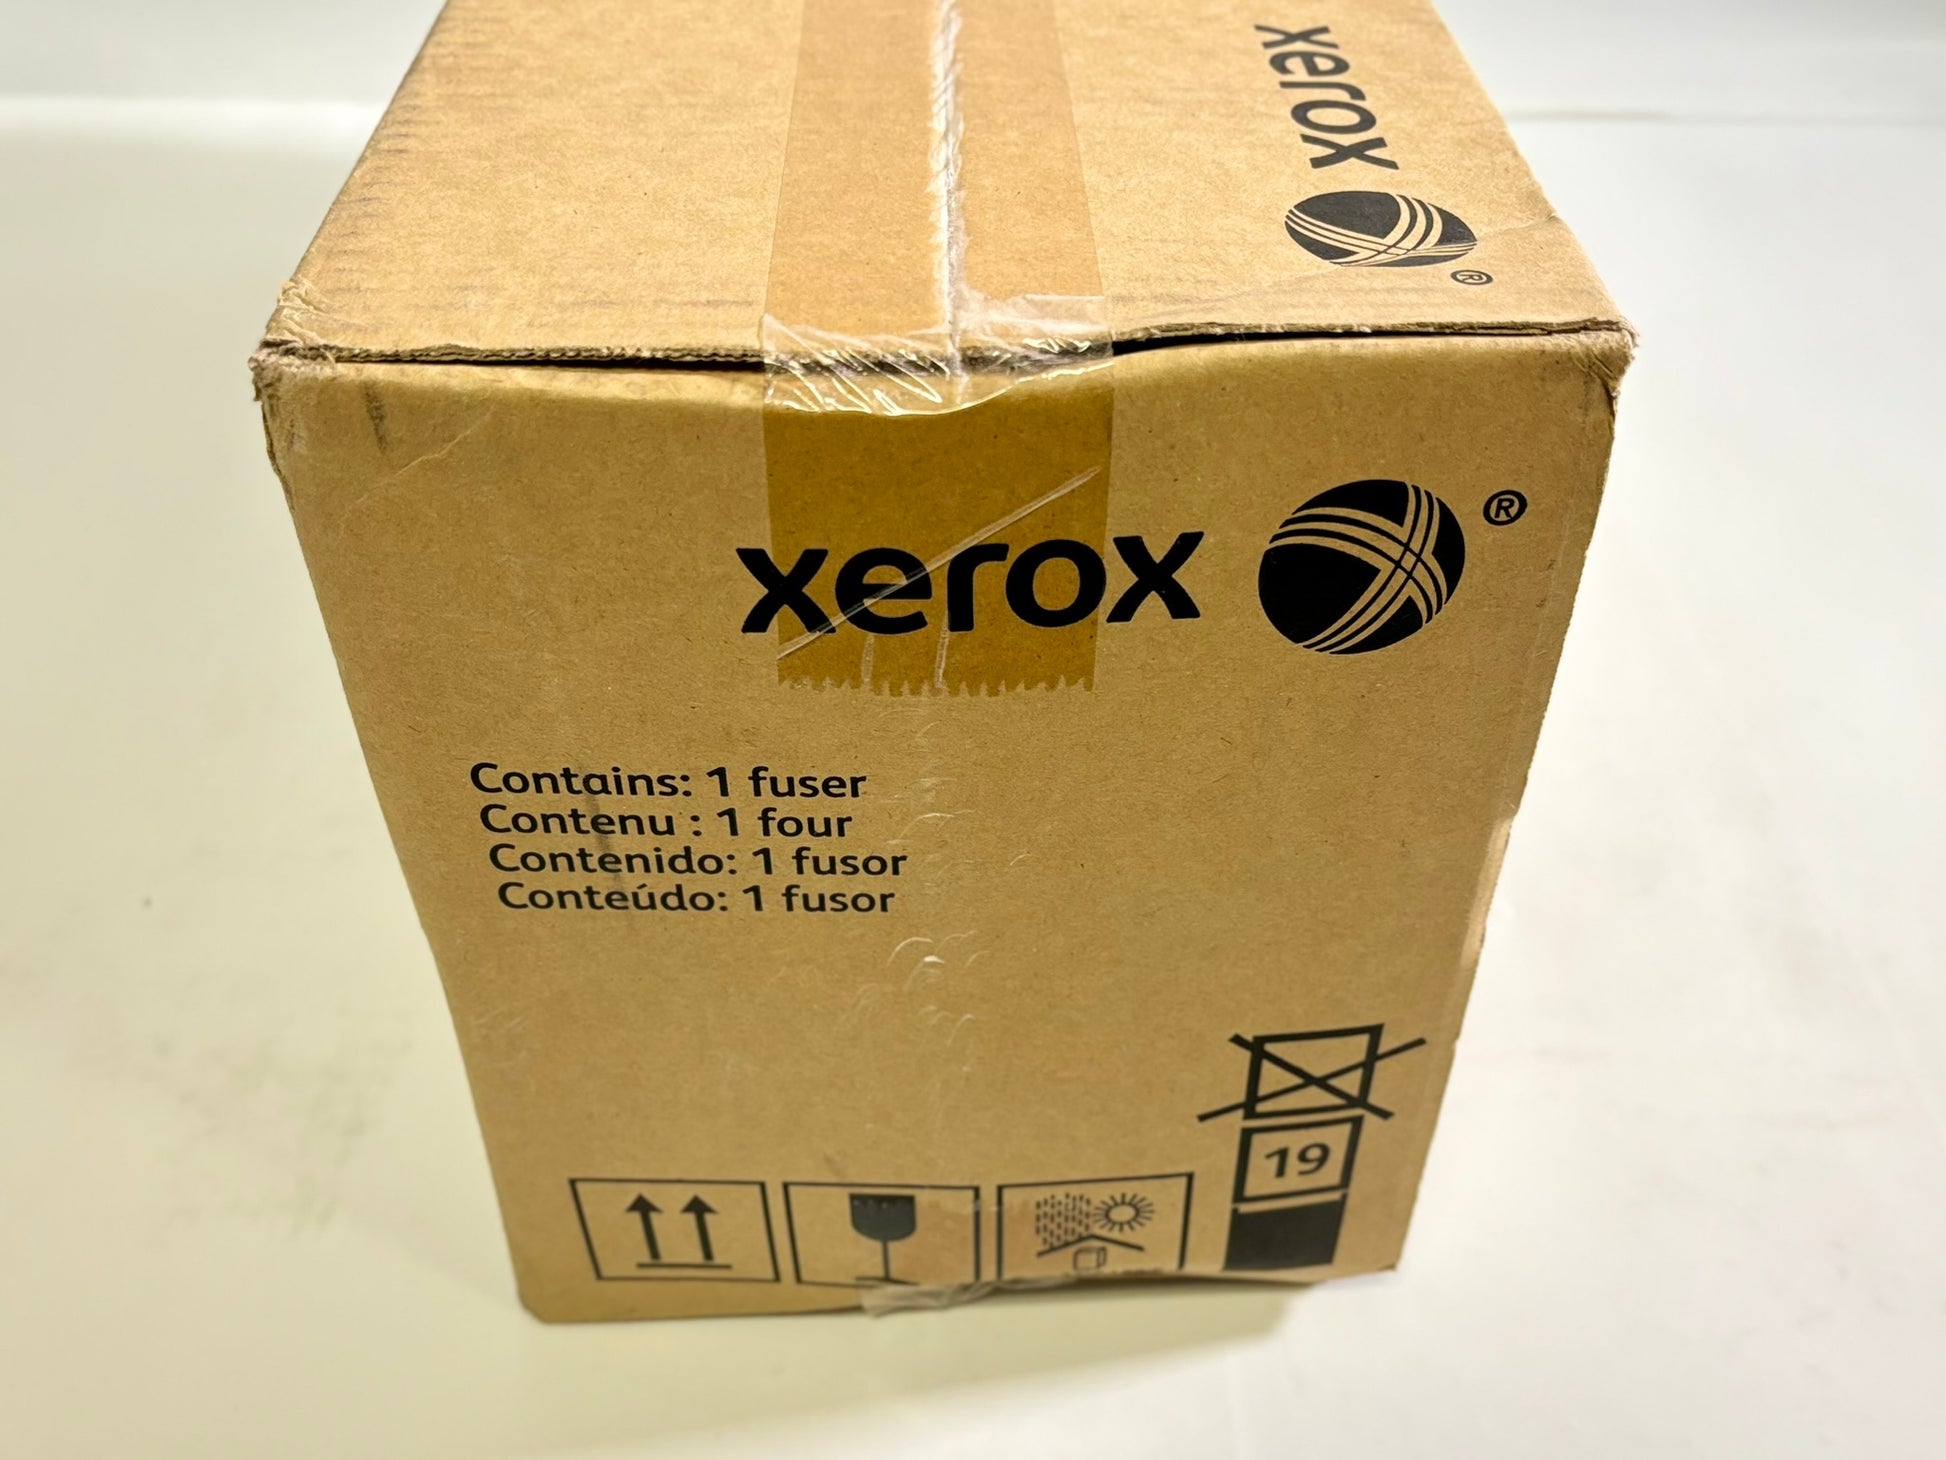 xerox ®
xerox ®
Contains: 1 fuser
Contenu : 1 four
Contenido: 1 fusor
Conteúdo: 1 fusor
19